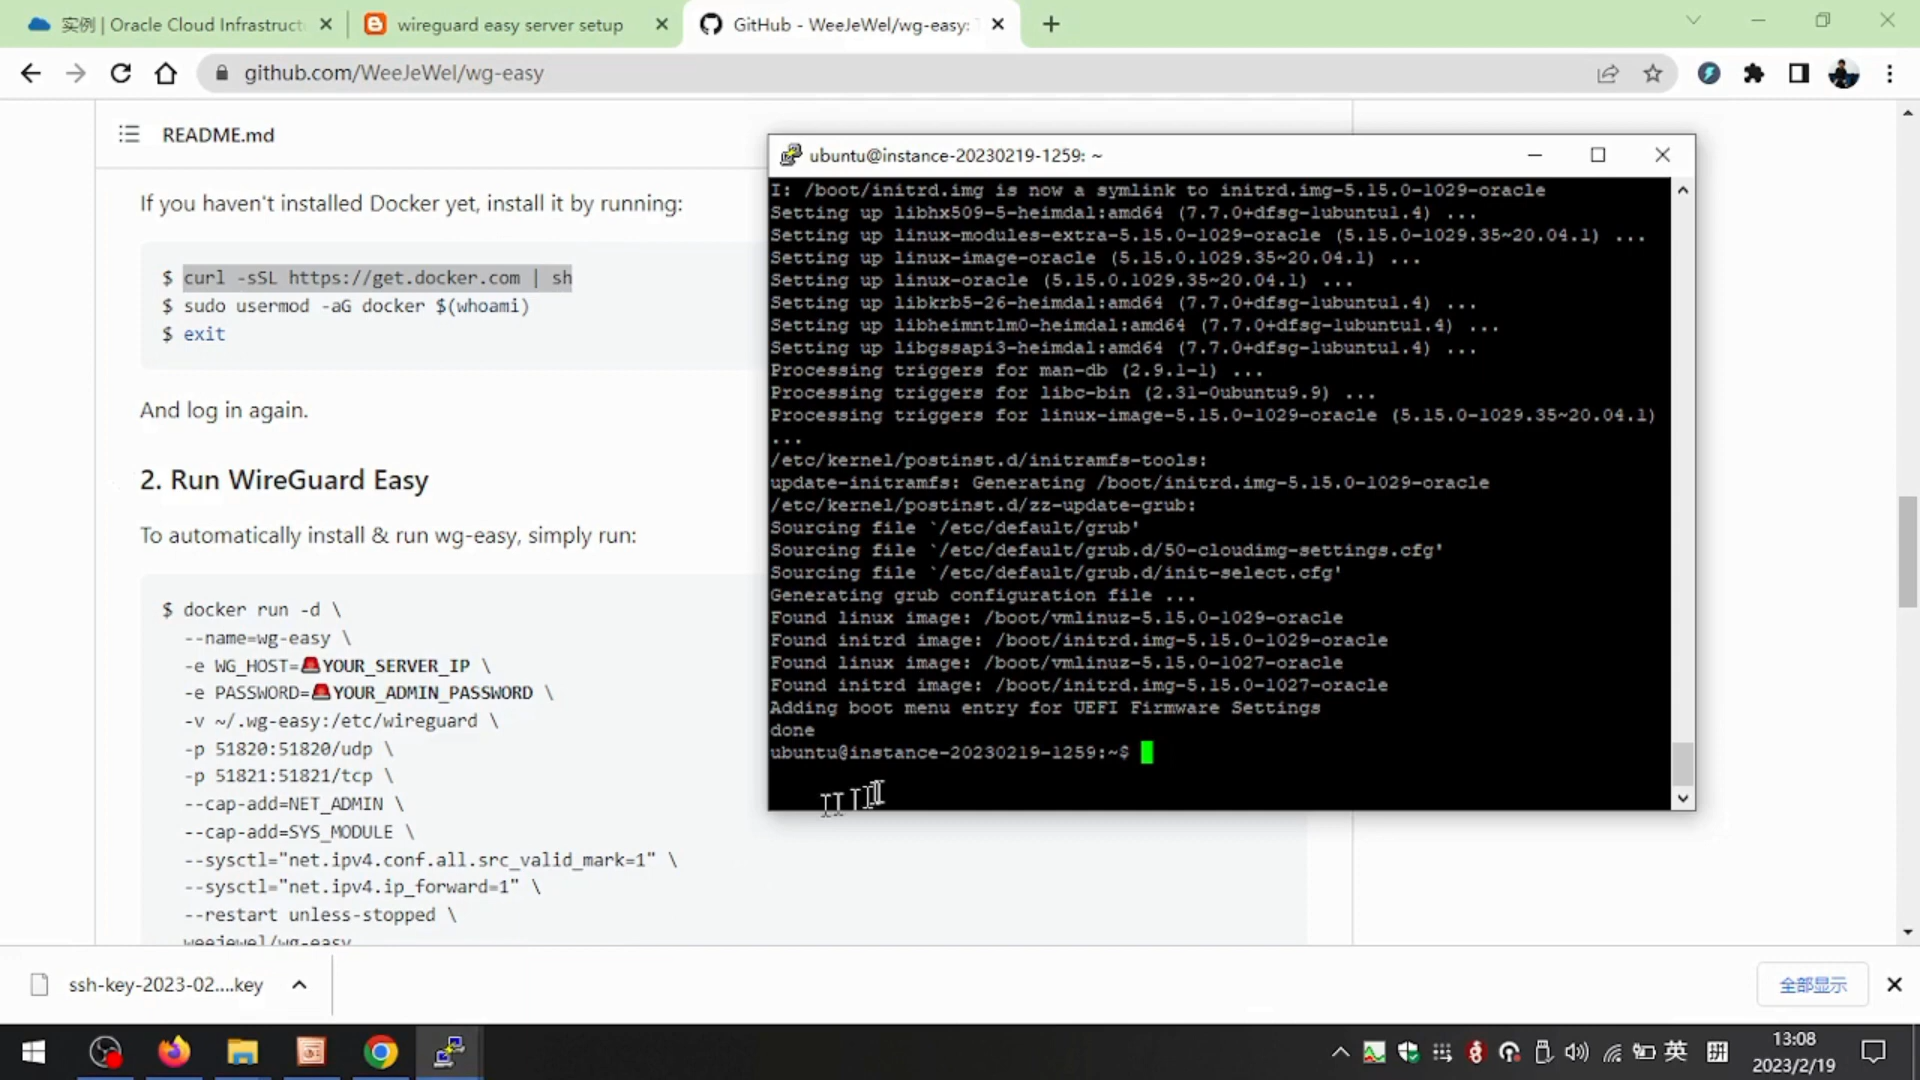 实例 | Oracle Cloud Infrastruct
wireguard easy server setup
GitHub - WeeJeWel/wg-easy:
github.com/WeeJeWel/wg-easy
README.md
If you haven't installed Docker yet, install it by running:
$ curl -sSL https://get.docker.com | sh
$ sudo usermod -aG docker $(whoami)
$ exit
And log in again.
2. Run WireGuard Easy
To automatically install & run wg-easy, simply run:
$ docker run -d \
--name=wg-easy \
-e WG_HOST=🚨YOUR_SERVER_IP \
-e PASSWORD=🚨YOUR_ADMIN_PASSWORD \
-v ~/.wg-easy:/etc/wireguard \
-p 51820:51820/udp \
-p 51821:51821/tcp \
--cap-add=NET_ADMIN \
--cap-add=SYS_MODULE \
--sysctl="net.ipv4.conf.all.src_valid_mark=1" \
--sysctl="net.ipv4.ip_forward=1" \
--restart unless-stopped \
weejewel/wg-easy
ubuntu@instance-20230219-1259: ~
I: /boot/initrd.img is now a symlink to initrd.img-5.15.0-1029-oracle
Setting up libhx509-5-heimdal:amd64 (7.7.0+dfsg-1ubuntu1.4) ...
Setting up linux-modules-extra-5.15.0-1029-oracle (5.15.0-1029.35~20.04.1) ...
Setting up linux-image-oracle (5.15.0.1029.35~20.04.1) ...
Setting up linux-oracle (5.15.0.1029.35~20.04.1) ...
Setting up libkrb5-26-heimdal:amd64 (7.7.0+dfsg-1ubuntu1.4) ...
Setting up libheimntlm0-heimdal:amd64 (7.7.0+dfsg-1ubuntu1.4) ...
Setting up libgssapi3-heimdal:amd64 (7.7.0+dfsg-1ubuntu1.4) ...
Processing triggers for man-db (2.9.1-1) ...
Processing triggers for libc-bin (2.31-0ubuntu9.9) ...
Processing triggers for linux-image-5.15.0-1029-oracle (5.15.0-1029.35~20.04.1)
...
/etc/kernel/postinst.d/initramfs-tools:
update-initramfs: Generating /boot/initrd.img-5.15.0-1029-oracle
/etc/kernel/postinst.d/zz-update-grub:
Sourcing file `/etc/default/grub'
Sourcing file `/etc/default/grub.d/50-cloudimg-settings.cfg'
Sourcing file `/etc/default/grub.d/init-select.cfg'
Generating grub configuration file ...
Found linux image: /boot/vmlinuz-5.15.0-1029-oracle
Found initrd image: /boot/initrd.img-5.15.0-1029-oracle
Found linux image: /boot/vmlinuz-5.15.0-1027-oracle
Found initrd image: /boot/initrd.img-5.15.0-1027-oracle
Adding boot menu entry for UEFI Firmware Settings
done
ubuntu@instance-20230219-1259:~$
ssh-key-2023-02....key
全部显示
英
拼
13:08
2023/2/19